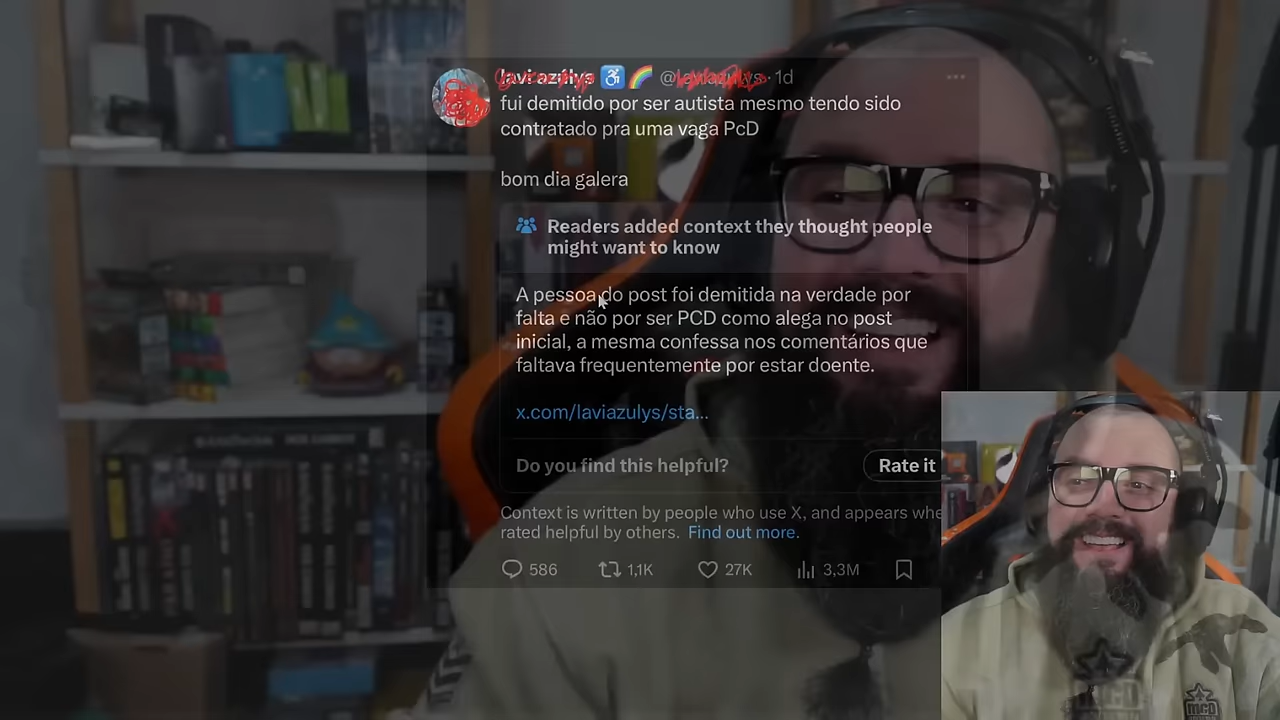 · 1d
fui demitido por ser autista mesmo tendo sido
contratado pra uma vaga PcD
bom dia galera
Readers added context they thought people
might want to know
A pessoa do post foi demitida na verdade por
falta e não por ser PCD como alega no post
inicial, a mesma confessa nos comentários que
faltava frequentemente por estar doente.
x.com/laviazulys/sta...
Do you find this helpful?
Rate it
Context is written by people who use X, and appears whe
rated helpful by others. Find out more.
586 1,1K 27K 3,3M
MCD